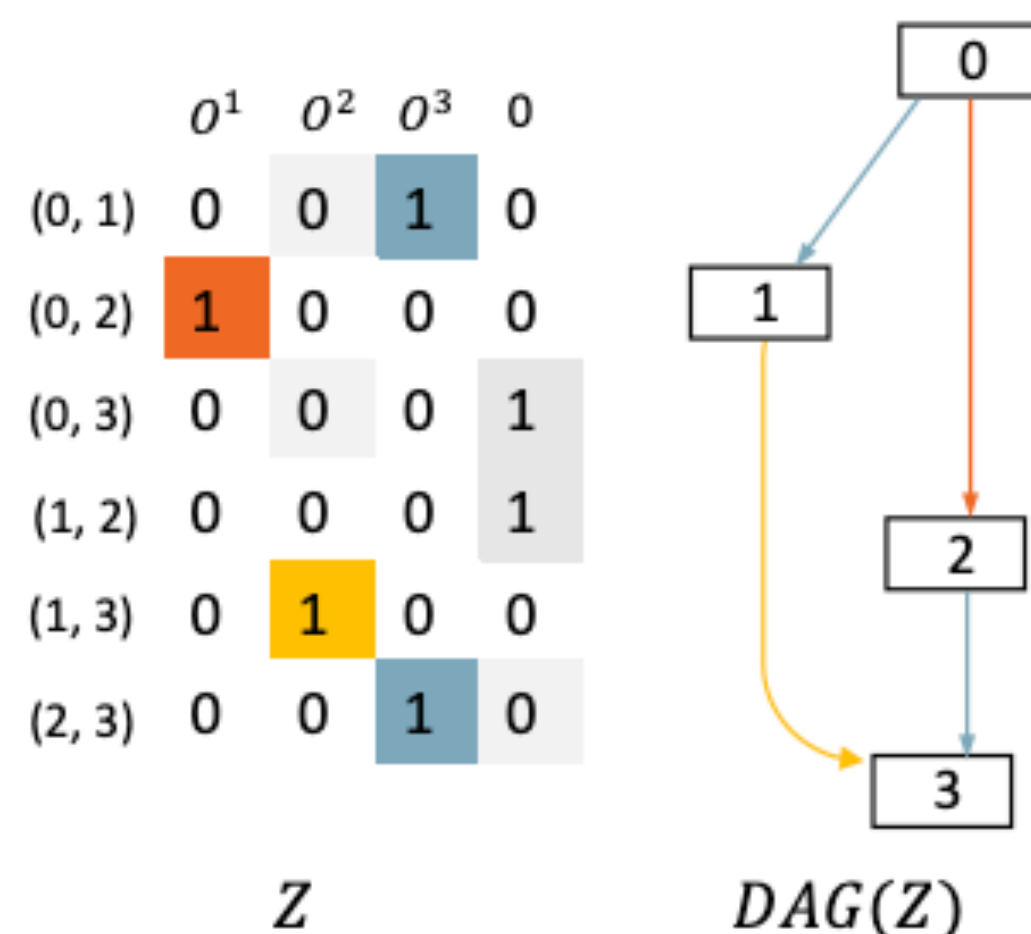 O¹ O² O³ 0
(0, 1) 0 0 1 0
(0, 2) 1 0 0 0
(0, 3) 0 0 0 1
(1, 2) 0 0 0 1
(1, 3) 0 1 0 0
(2, 3) 0 0 1 0
Z
0
1
2
3
DAG(Z)